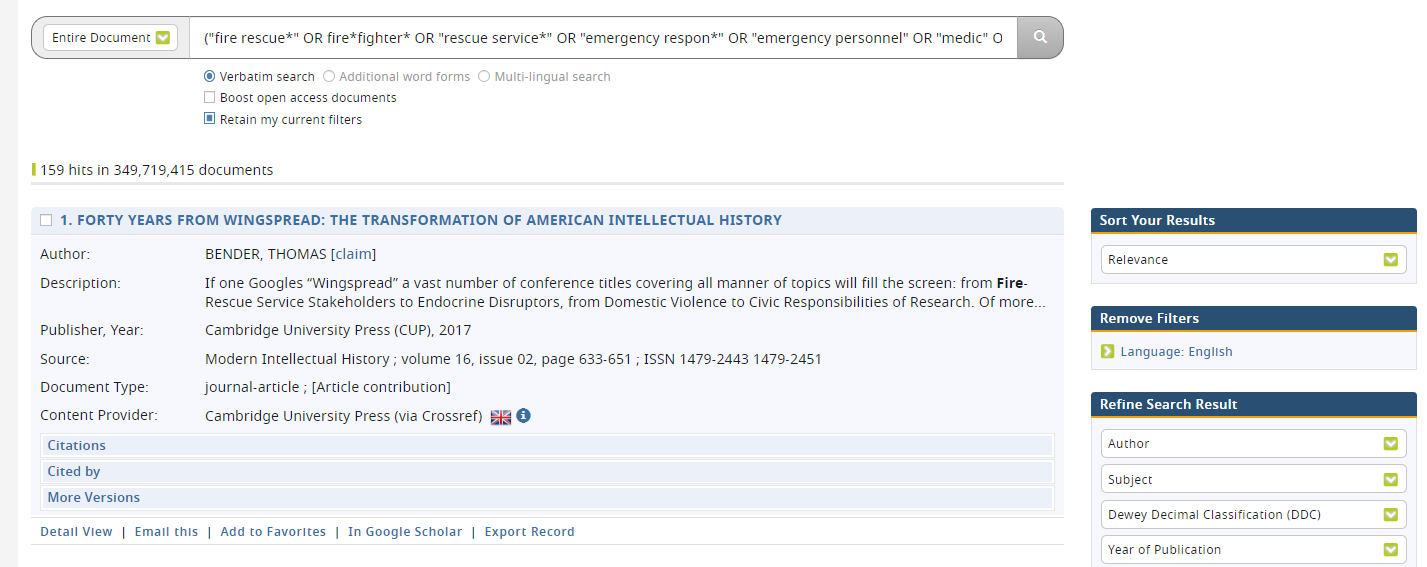 Entire Document
("fire rescue*" OR fire*fighter* OR "rescue service*" OR "emergency respon*" OR "emergency personnel" OR "medic" O
Verbatim search Additional word forms Multi-lingual search
Boost open access documents
Retain my current filters
159 hits in 349,719,415 documents
1. FORTY YEARS FROM WINGSPREAD: THE TRANSFORMATION OF AMERICAN INTELLECTUAL HISTORY
Author: BENDER, THOMAS [claim]
Description: If one Googles “Wingspread” a vast number of conference titles covering all manner of topics will fill the screen: from Fire-
Rescue Service Stakeholders to Endocrine Disruptors, from Domestic Violence to Civic Responsibilities of Research. Of more...
Publisher, Year: Cambridge University Press (CUP), 2017
Source: Modern Intellectual History ; volume 16, issue 02, page 633-651 ; ISSN 1479-2443 1479-2451
Document Type: journal-article ; [Article contribution]
Content Provider: Cambridge University Press (via Crossref)
Citations
Cited by
More Versions
Detail View | Email this | Add to Favorites | In Google Scholar | Export Record
Sort Your Results
Relevance
Remove Filters
Language: English
Refine Search Result
Author
Subject
Dewey Decimal Classification (DDC)
Year of Publication